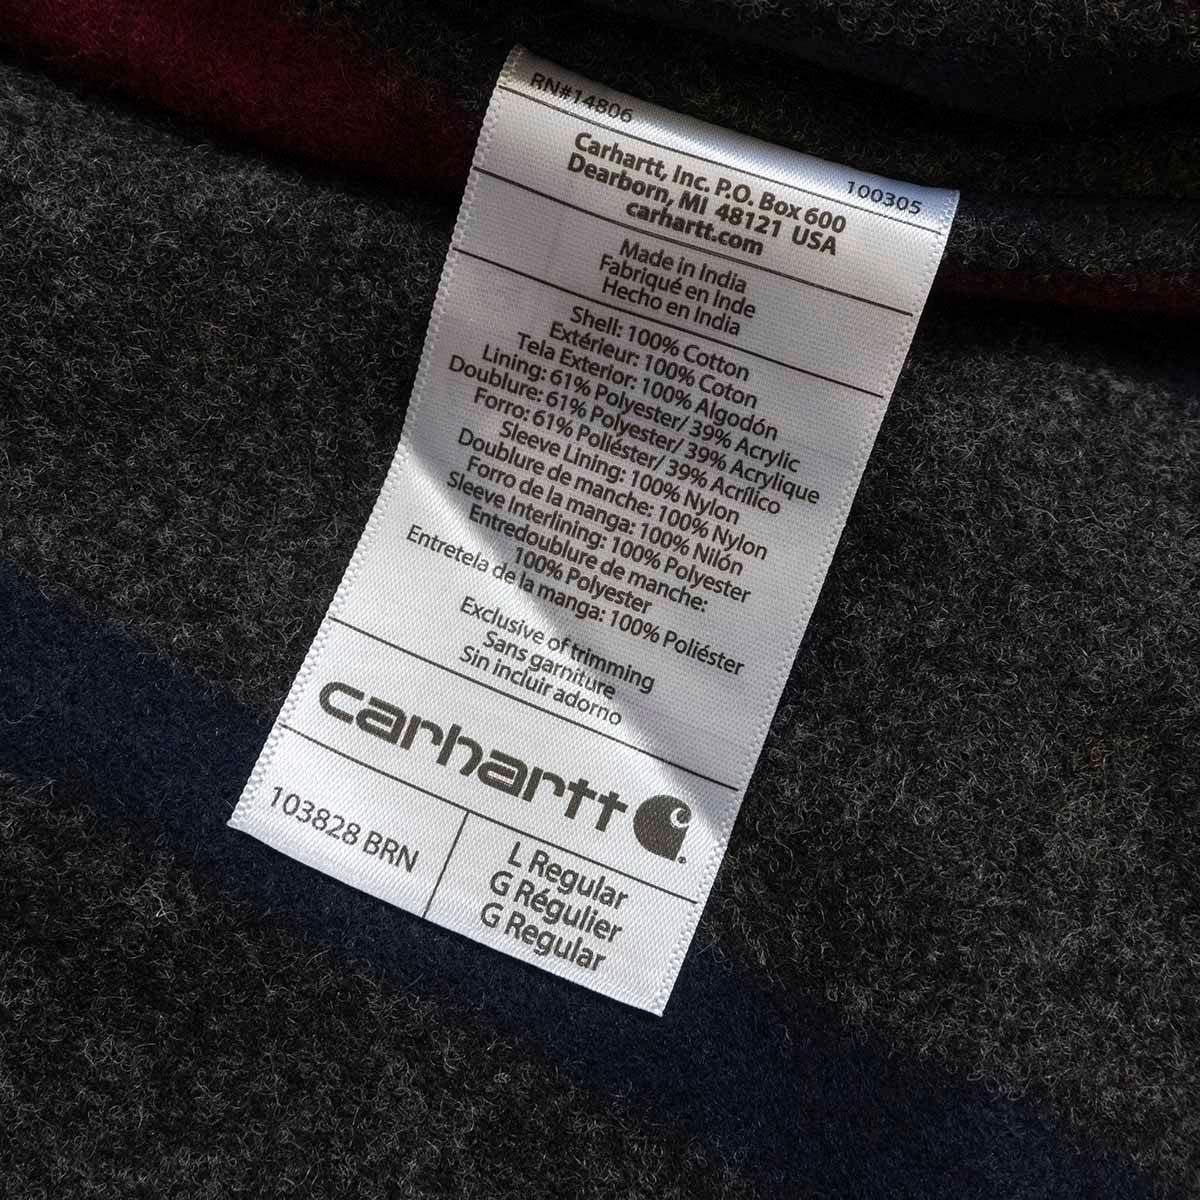 RN#14806 100305
Carhartt, Inc. P.O. Box 600
Dearborn, MI 48121 USA
carhartt.com
Made in India
Fabriqué en Inde
Hecho en India
Shell: 100% Cotton
Extérieur: 100% Coton
Tela Exterior: 100% Algodón
Lining: 61% Polyester/ 39% Acrylic
Doublure: 61% Polyester/ 39% Acrylique
Forro: 61% Poliéster/ 39% Acrílico
Sleeve Lining: 100% Nylon
Doublure de manche: 100% Nylon
Forro de la manga: 100% Nilón
Sleeve Interlining: 100% Polyester
Entredoublure de manche:
100% Polyester
Entretela de la manga: 100% Poliéster
Exclusive of trimming
Sans garniture
Sin incluir adorno
carhartt
103828 BRN
L Regular
G Régulier
G Regular